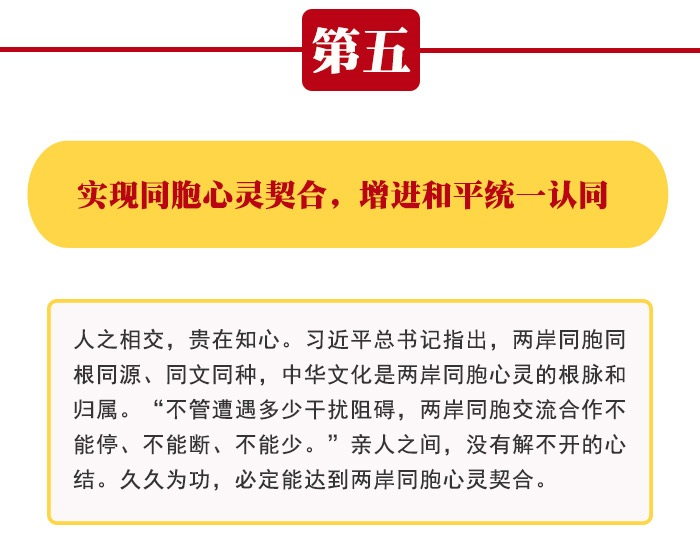 第五
实现同胞心灵契合，增进和平统一认同
人之相交，贵在知心。习近平总书记指出，两岸同胞同
根同源、同文同种，中华文化是两岸同胞心灵的根脉和
归属。“不管遭遇多少干扰阻碍，两岸同胞交流合作不
能停、不能断、不能少。”亲人之间，没有解不开的心
结。久久为功，必定能达到两岸同胞心灵契合。